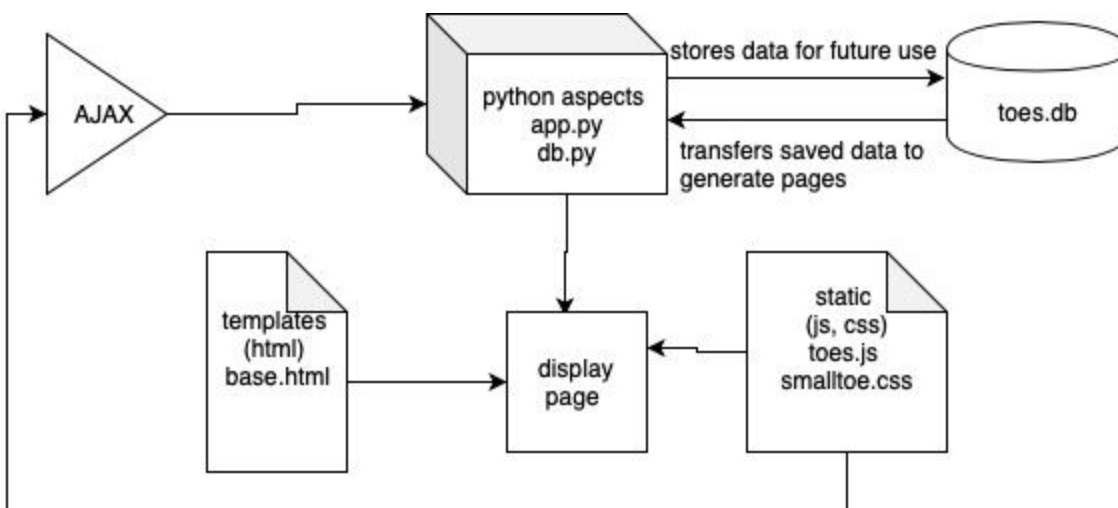 AJAX
python aspects
app.py
db.py
stores data for future use
transfers saved data to
generate pages
toes.db
templates
(html)
base.html
display
page
static
(js, css)
toes.js
smalltoe.css